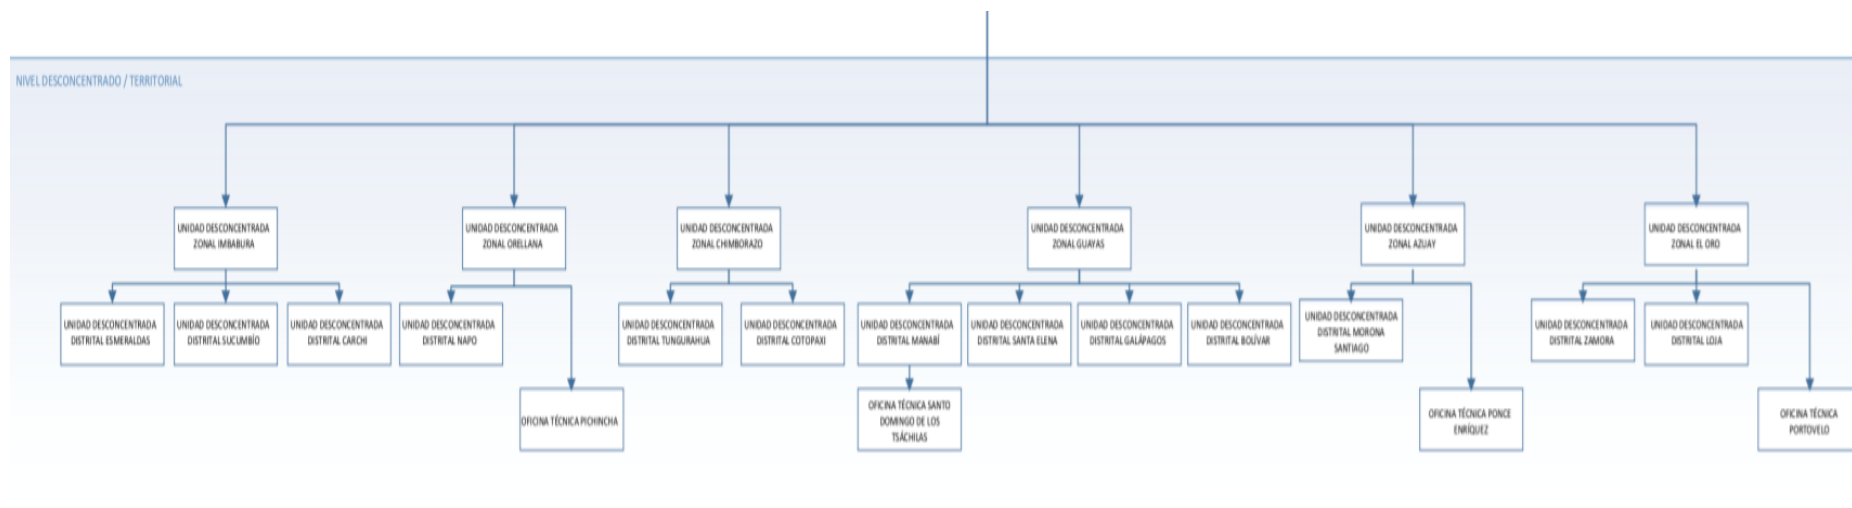 NIVEL DESCONCENTRADO / TERRITORIAL
UNIDAD DESCONCENTRADA
ZONAL IMBABURA
UNIDAD DESCONCENTRADA
ZONAL ORELLANA
UNIDAD DESCONCENTRADA
ZONAL CHIMBORAZO
UNIDAD DESCONCENTRADA
ZONAL GUAYAS
UNIDAD DESCONCENTRADA
ZONAL AZUAY
UNIDAD DESCONCENTRADA
ZONAL EL ORO
UNIDAD DESCONCENTRADA
DISTRITAL ESMERALDAS
UNIDAD DESCONCENTRADA
DISTRITAL SUCUMBÍO
UNIDAD DESCONCENTRADA
DISTRITAL CARCHI
UNIDAD DESCONCENTRADA
DISTRITAL NAPO
UNIDAD DESCONCENTRADA
DISTRITAL TUNGURAHUA
UNIDAD DESCONCENTRADA
DISTRITAL COTOPAXI
UNIDAD DESCONCENTRADA
DISTRITAL MANABÍ
UNIDAD DESCONCENTRADA
DISTRITAL SANTA ELENA
UNIDAD DESCONCENTRADA
DISTRITAL GALÁPAGOS
UNIDAD DESCONCENTRADA
DISTRITAL BOLÍVAR
UNIDAD DESCONCENTRADA
DISTRITAL MORONA
SANTIAGO
UNIDAD DESCONCENTRADA
DISTRITAL ZAMORA
UNIDAD DESCONCENTRADA
DISTRITAL LOJA
OFICINA TÉCNICA PICHINCHA
OFICINA TÉCNICA SANTO
DOMINGO DE LOS
TSÁCHILAS
OFICINA TÉCNICA PONCE
ENRÍQUEZ
OFICINA TÉCNICA
PORTOVELO